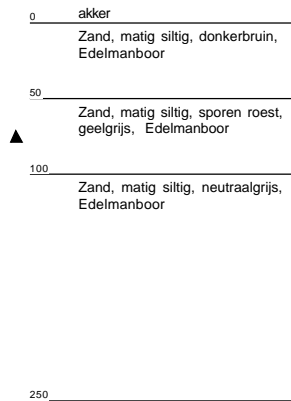 0 akker
Zand, matig siltig, donkerbruin,
Edelmanboor
50
Zand, matig siltig, sporen roest,
geelgrijs, Edelmanboor
100
Zand, matig siltig, neutraalgrijs,
Edelmanboor
250